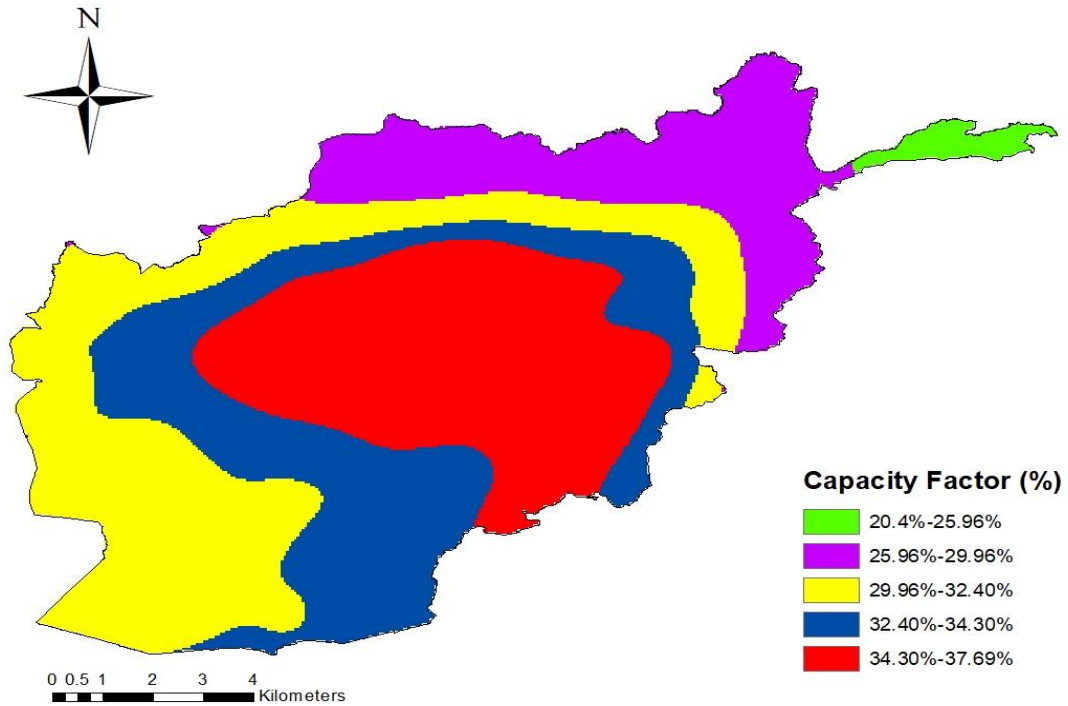 N
Capacity Factor (%)
20.4%-25.96%
25.96%-29.96%
29.96%-32.40%
32.40%-34.30%
34.30%-37.69%
0 0.5 1 2 3 4
Kilometers